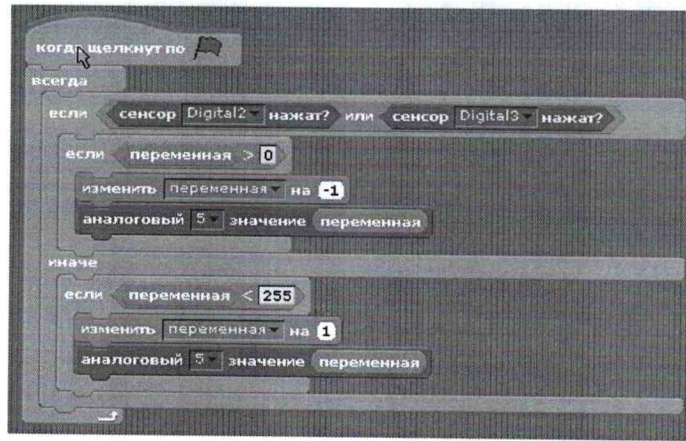 когда щелкнут по
всегда
если сенсор Digital2 нажат? или сенсор Digital3 нажат?
если переменная > 0
изменить переменная на -1
аналоговый 5 значение переменная
иначе
если переменная < 255
изменить переменная на 1
аналоговый 5 значение переменная